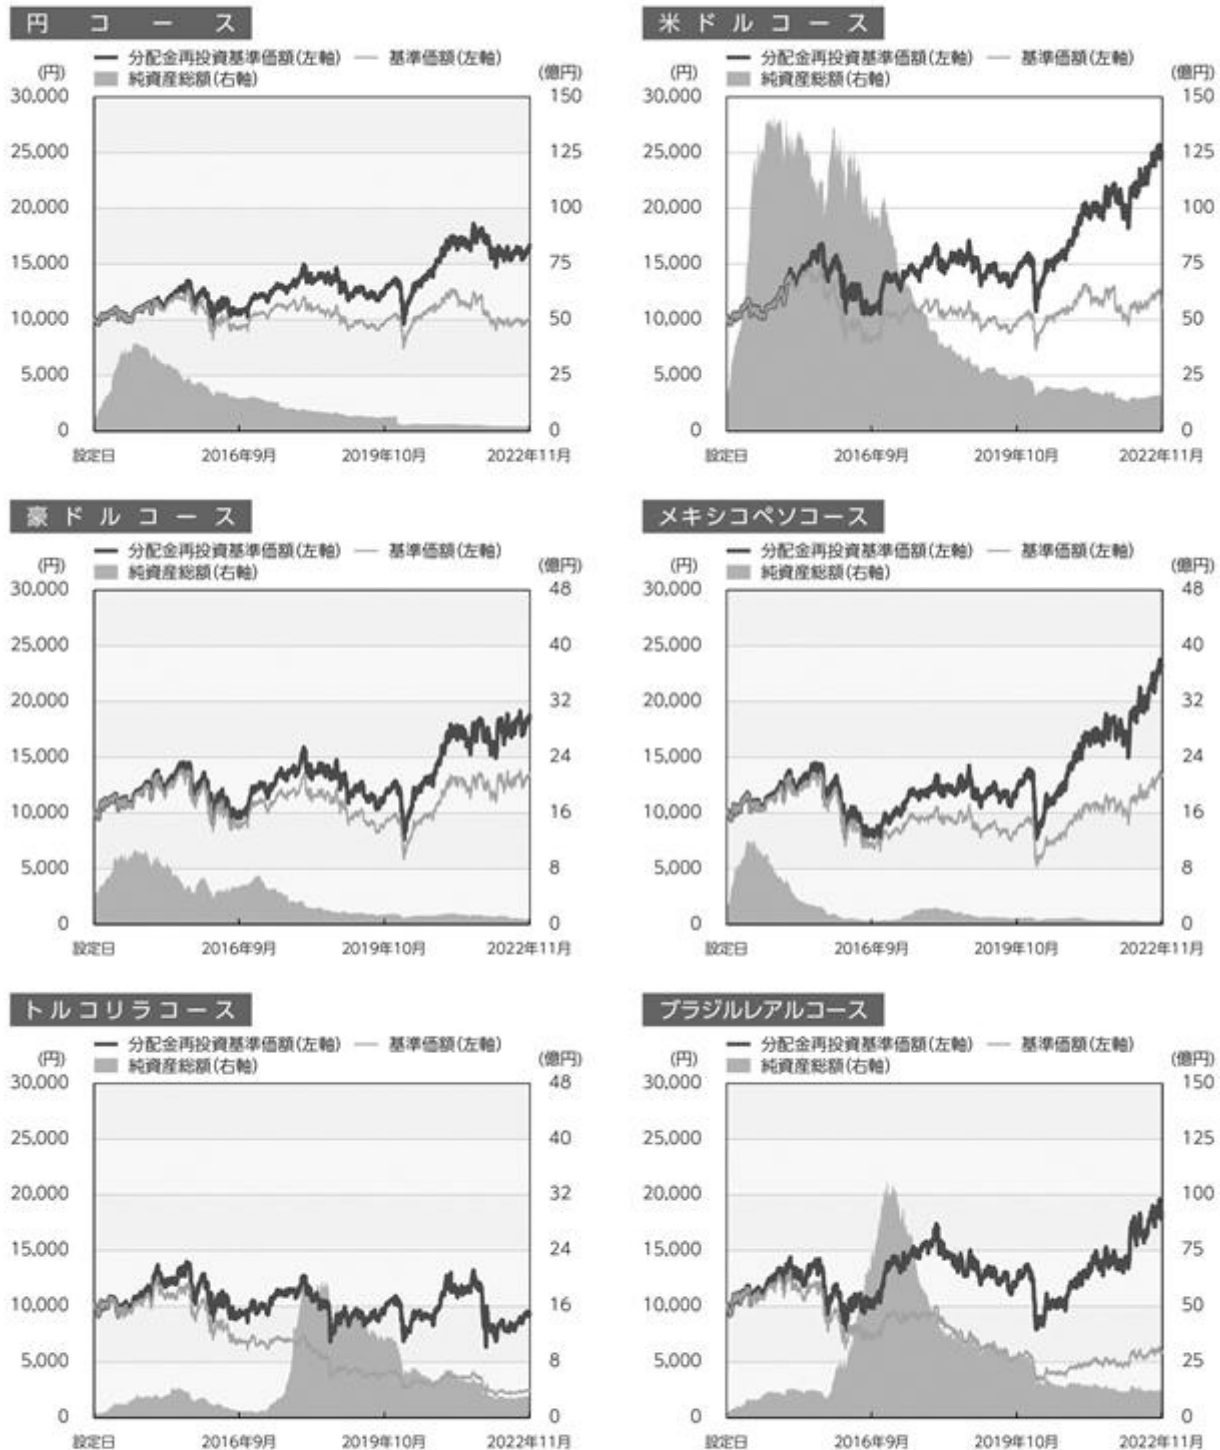 円コース
分配金再投資基準価額(左軸) 基準価額(左軸)
(円) 純資産総額(右軸) (億円)
30,000 150
25,000 125
20,000 100
15,000 75
10,000 50
5,000 25
0 0
設定日 2016年9月 2019年10月 2022年11月
米ドルコース
分配金再投資基準価額(左軸) 基準価額(左軸)
(円) 純資産総額(右軸) (億円)
30,000 150
25,000 125
20,000 100
15,000 75
10,000 50
5,000 25
0 0
設定日 2016年9月 2019年10月 2022年11月
豪ドルコース
分配金再投資基準価額(左軸) 基準価額(左軸)
(円) 純資産総額(右軸) (億円)
30,000 48
25,000 40
20,000 32
15,000 24
10,000 16
5,000 8
0 0
設定日 2016年9月 2019年10月 2022年11月
メキシコペソコース
分配金再投資基準価額(左軸) 基準価額(左軸)
(円) 純資産総額(右軸) (億円)
30,000 48
25,000 40
20,000 32
15,000 24
10,000 16
5,000 8
0 0
設定日 2016年9月 2019年10月 2022年11月
トルコリラコース
分配金再投資基準価額(左軸) 基準価額(左軸)
(円) 純資産総額(右軸) (億円)
30,000 48
25,000 40
20,000 32
15,000 24
10,000 16
5,000 8
0 0
設定日 2016年9月 2019年10月 2022年11月
ブラジルレアルコース
分配金再投資基準価額(左軸) 基準価額(左軸)
(円) 純資産総額(右軸) (億円)
30,000 150
25,000 125
20,000 100
15,000 75
10,000 50
5,000 25
0 0
設定日 2016年9月 2019年10月 2022年11月